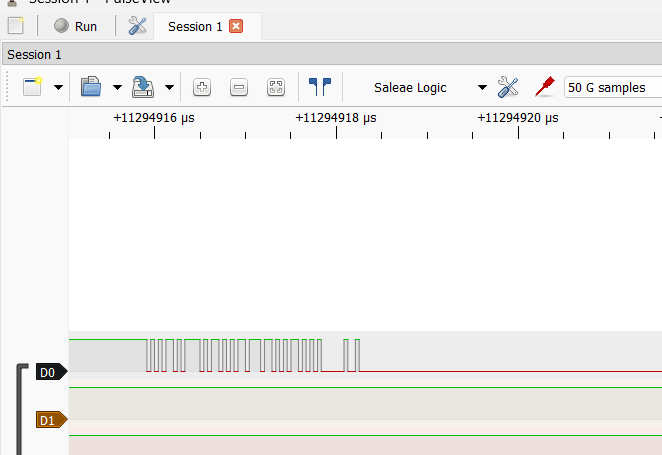 Session 1 - PulseView
Run
Session 1
Session 1
Saleae Logic
50 G samples
+11294916 µs
+11294918 µs
+11294920 µs
D0
D1